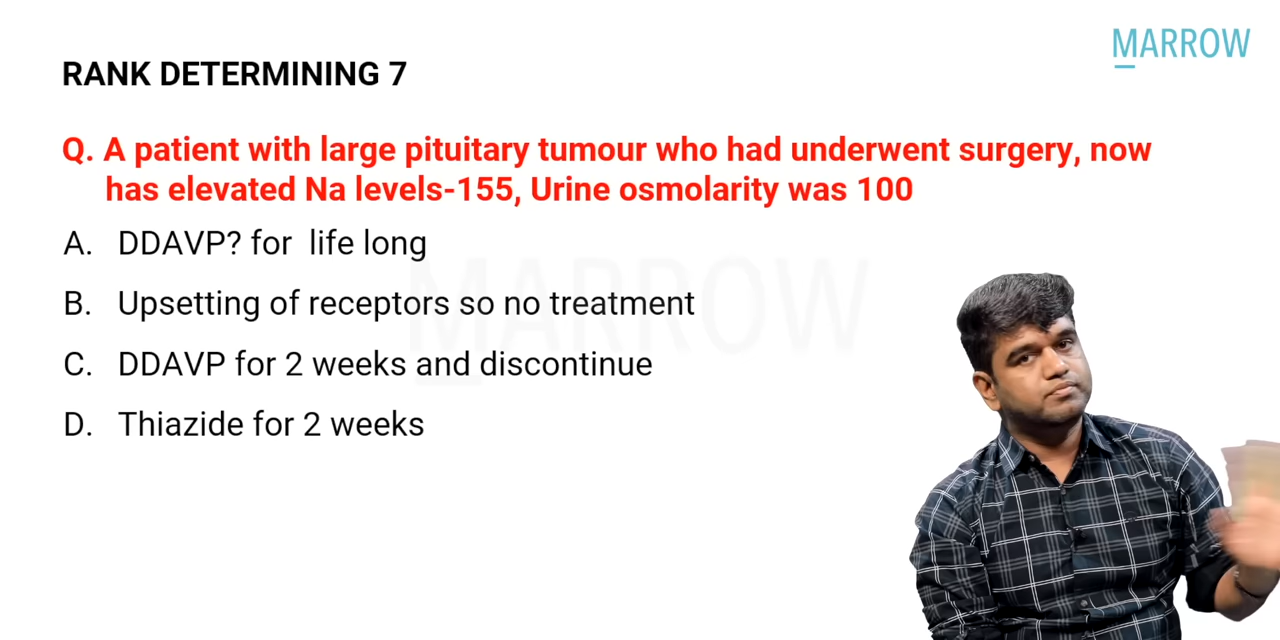 MARROW
RANK DETERMINING 7
Q. A patient with large pituitary tumour who had underwent surgery, now
has elevated Na levels-155, Urine osmolarity was 100
A. DDAVP? for life long
B. Upsetting of receptors so no treatment
C. DDAVP for 2 weeks and discontinue
D. Thiazide for 2 weeks
MARROW